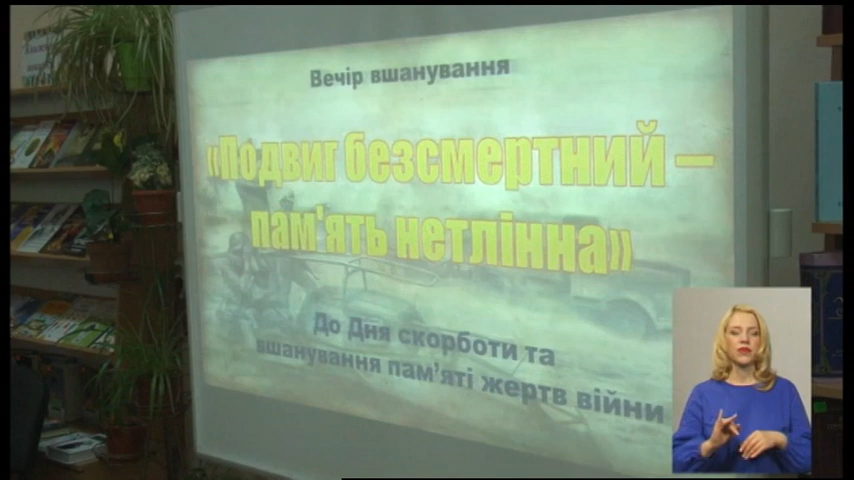 Вечір вшанування
«Подвиг безсмертний –
пам'ять нетлінна»
До Дня скорботи та
вшанування пам’яті жертв війни